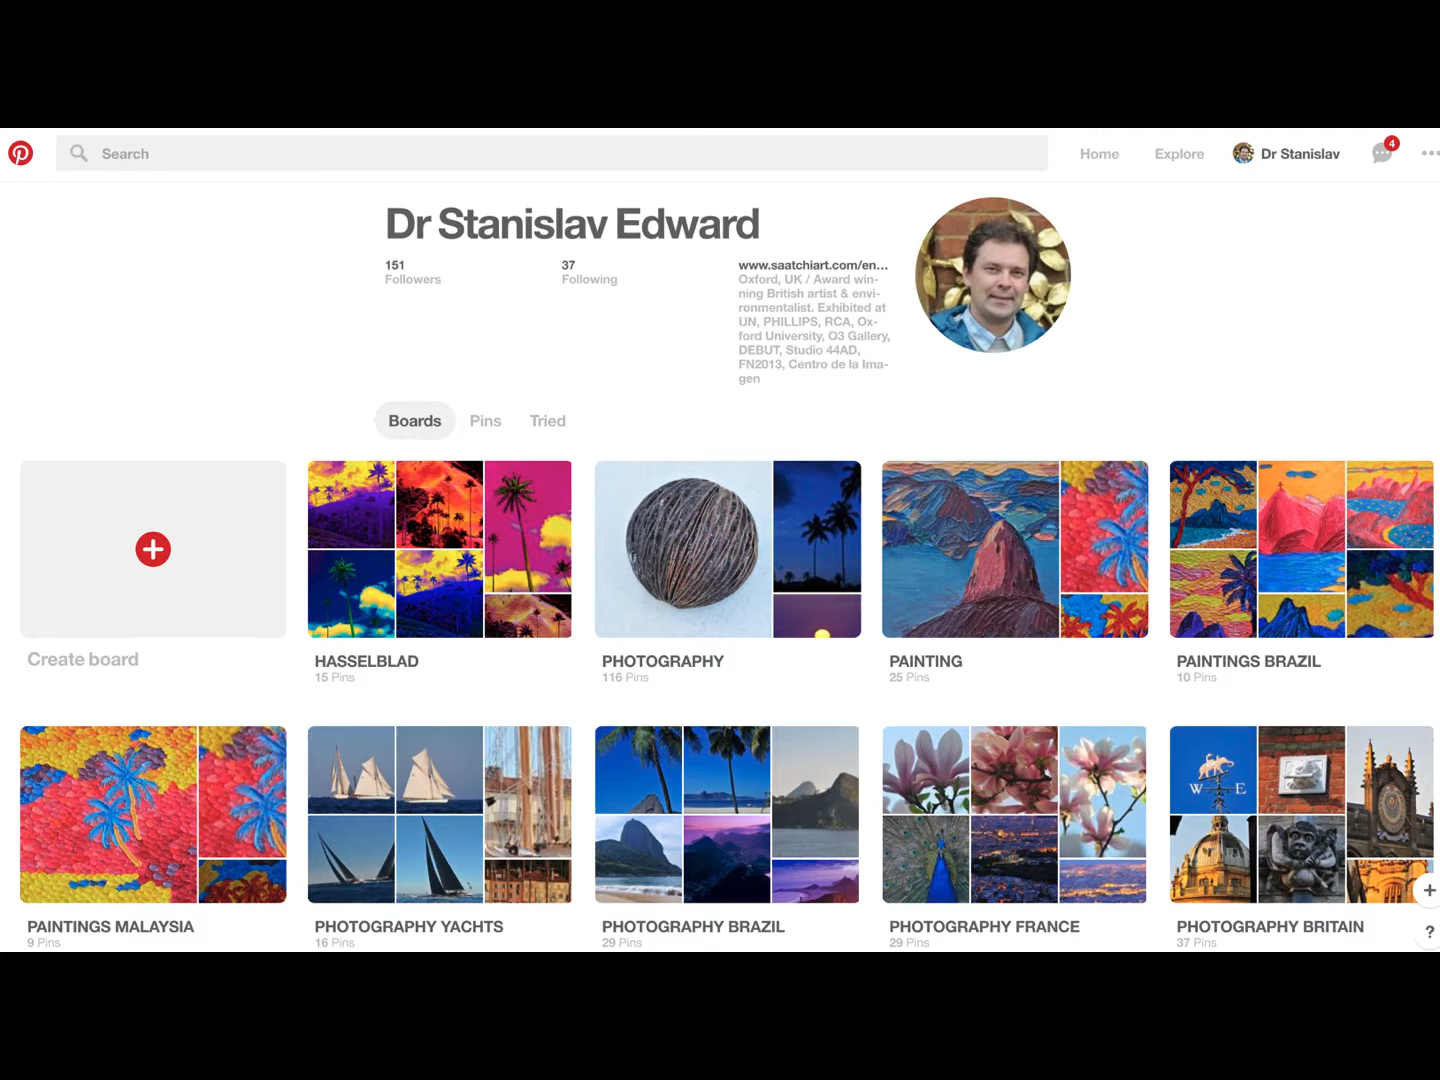 Search
Home
Explore
Dr Stanislav
4
Dr Stanislav Edward
151
Followers
37
Following
www.saatchiart.com/en...
Oxford, UK / Award win-
ning British artist & envi-
ronmentalist. Exhibited at
UN, PHILLIPS, RCA, Ox-
ford University, O3 Gallery,
DEBUT, Studio 44AD,
FN2013, Centro de la Ima-
gen
Boards
Pins
Tried
Create board
HASSELBLAD
15 Pins
PHOTOGRAPHY
116 Pins
PAINTING
25 Pins
PAINTINGS BRAZIL
10 Pins
W E
PAINTINGS MALAYSIA
9 Pins
PHOTOGRAPHY YACHTS
16 Pins
PHOTOGRAPHY BRAZIL
29 Pins
PHOTOGRAPHY FRANCE
29 Pins
PHOTOGRAPHY BRITAIN
37 Pins
+
?